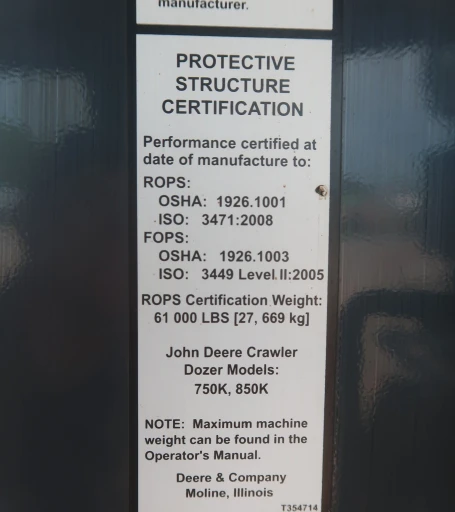 manufacturer.
PROTECTIVE
STRUCTURE
CERTIFICATION
Performance certified at
date of manufacture to:
ROPS:
OSHA: 1926.1001
ISO: 3471:2008
FOPS:
OSHA: 1926.1003
ISO: 3449 Level II:2005
ROPS Certification Weight:
61 000 LBS [27, 669 kg]
John Deere Crawler
Dozer Models:
750K, 850K
NOTE: Maximum machine
weight can be found in the
Operator's Manual.
Deere & Company
Moline, Illinois
T354714